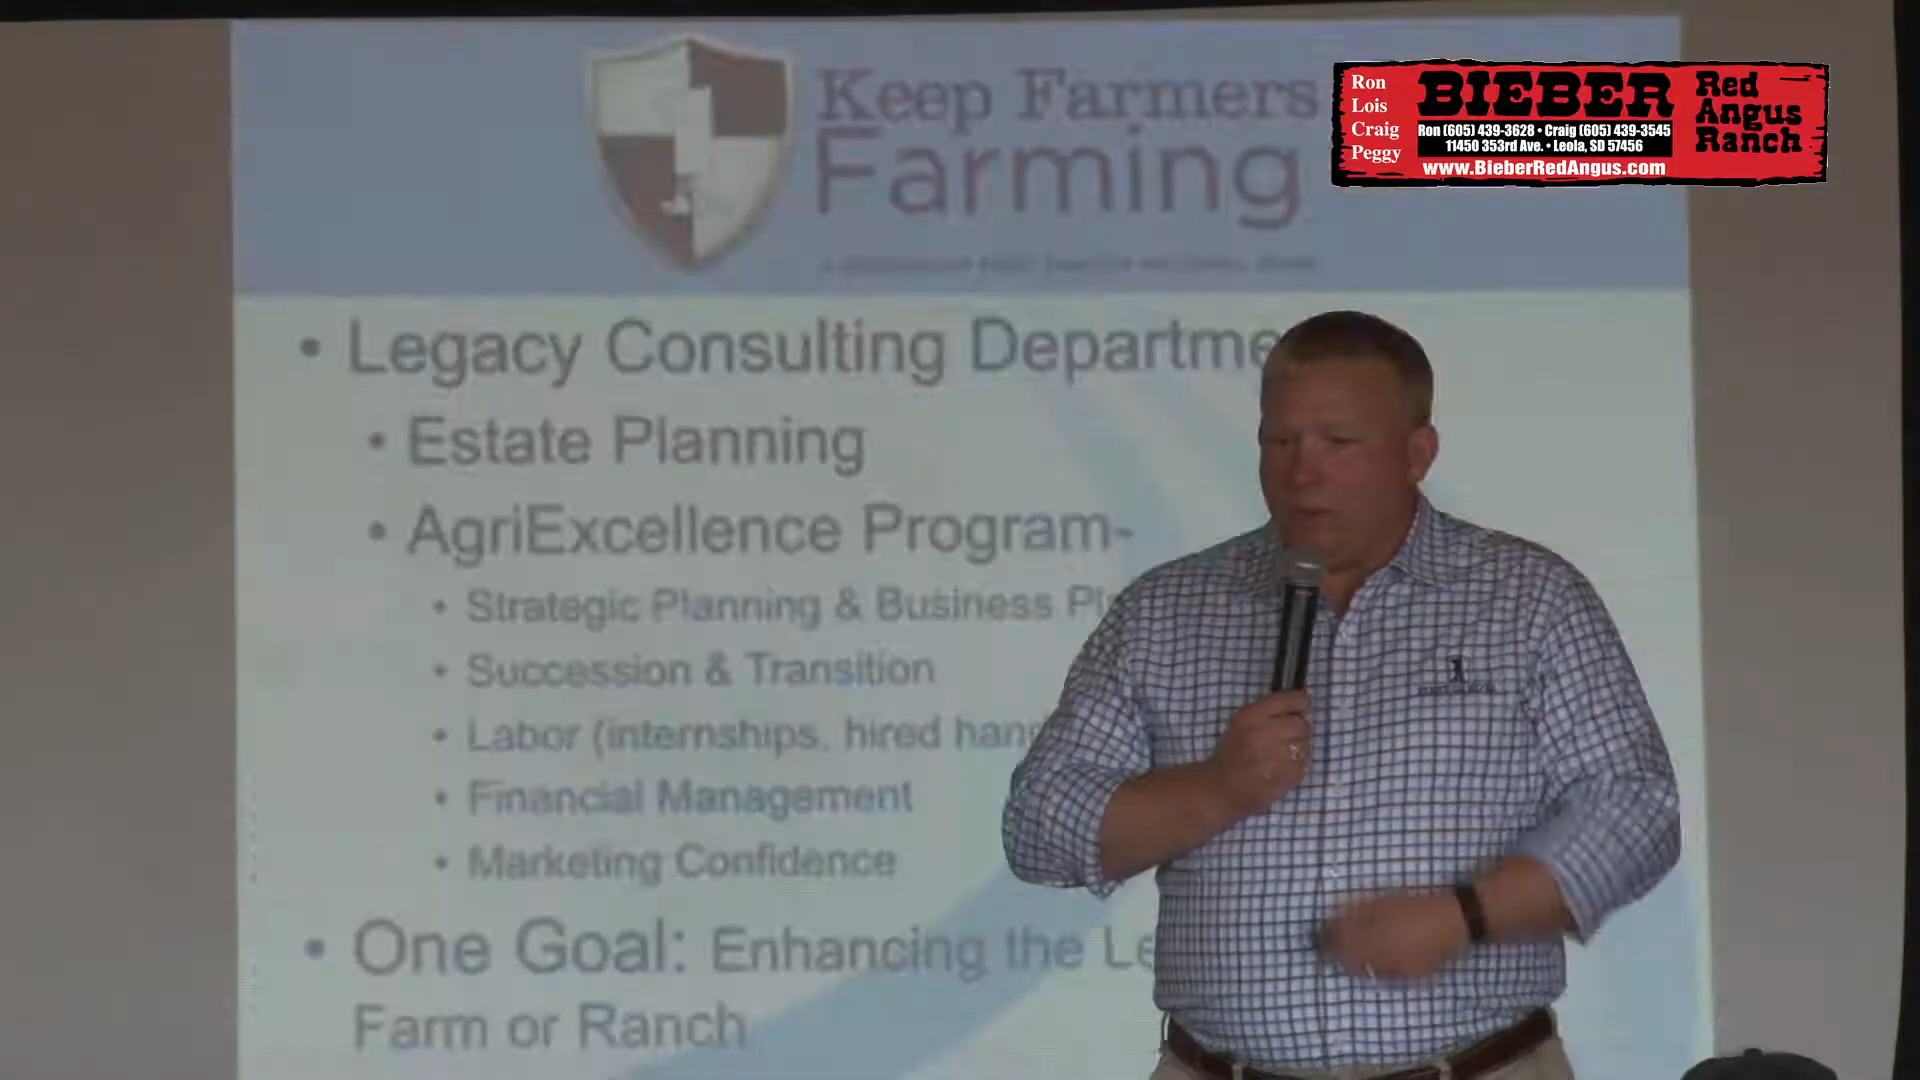 Keep Farmers
Farming
Ron
Lois
Craig
Peggy
BIEBER
Ron (605) 439-3628 • Craig (605) 439-3545
11450 353rd Ave. • Leola, SD 57456
www.BieberRedAngus.com
Red
Angus
Ranch
• Legacy Consulting Departme
• Estate Planning
• AgriExcellence Program-
• Strategic Planning & Business Pl
• Succession & Transition
• Labor (internships, hired han
• Financial Management
• Marketing Confidence
• One Goal: Enhancing the Le
Farm or Ranch